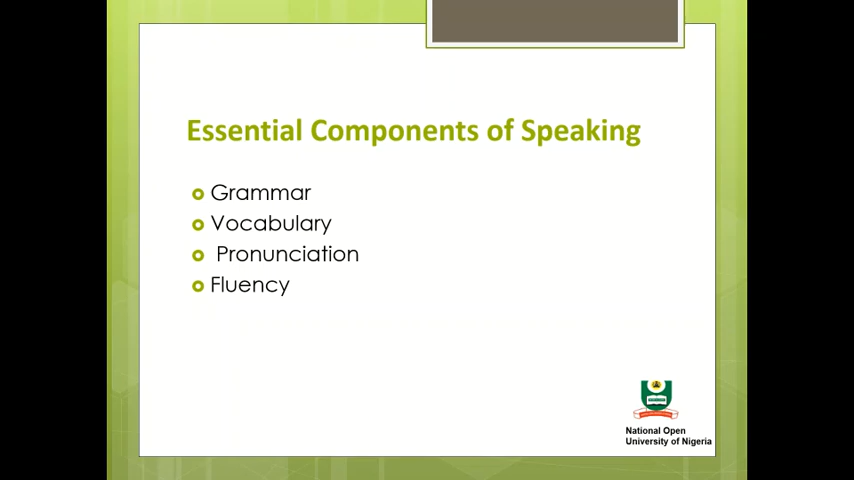 Essential Components of Speaking
Grammar
Vocabulary
Pronunciation
Fluency
National Open
University of Nigeria